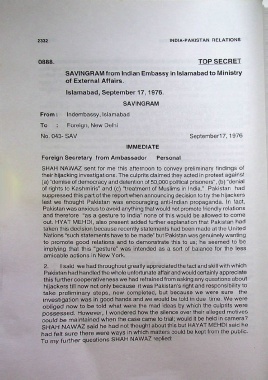 2332 INDIA-PAKISTAN RELATIONS
0888. TOP SECRET
SAVINGRAM from Indian Embassy in Islamabad to Ministry
of External Affairs.
Islamabad, September 17, 1976.
SAVINGRAM
From : Indembassy, Islamabad
To : Foreign, New Delhi
No. 043- SAV September17, 1976
IMMEDIATE
Foreign Secretary from Ambassador Personal
SHAH NAWAZ sent for me this afternoon to convey preliminary findings of
their hijacking investigations. The culprits claimed they acted in protest against
(a) "demise of democracy and detention of 30,000 political prisoners", (b) "denial
of rights to Kashmiris" and (c) "treatment of Muslims in India." Pakistan had
suppressed this part of the report when announcing decision to try the hijackers
lest we thought Pakistan was encouraging anti-Indian propaganda. In fact,
Pakistan was anxious to avoid anything that would not promote friendly relations
and therefore "as a gesture to India" none of this would be allowed to come
out. HYAT MEHDI, also present added further explanation that Pakistan had
taken this decision because recently statements had been made at the United
Nations "such statements have to be made" but Pakistan was genuinely wanting
to promote good relations and to demonstrate this to us; he seemed to be
implying that this "gesture" was intended as a sort of balance for the less
amicable actions in New York.
2. I said we had throughout greatly appreciated the tact and skill with which
Pakistan had handled the whole unfortunate affair and would certainly appreciate
this further cooperativeness we had refrained from asking any questions about
hijackers till now not only because it was Pakistan's right and responsibility to
take preliminary steps, now completed, but because we were sure the
investigation was in good hands and we would be told in due time. We were
obliged now to be told what were the mad ideas by which the culprits were
possessed. However, I wondered how the silence over their alleged motives
could be maintained when the case came to trial: would it be held in camera?
SHAH NAWAZ said he had not thought about this but HAYAT MEHDI said he
had felt sure there were ways in which matters could be kept from the public.
To my further questions SHAH NAWAZ replied: